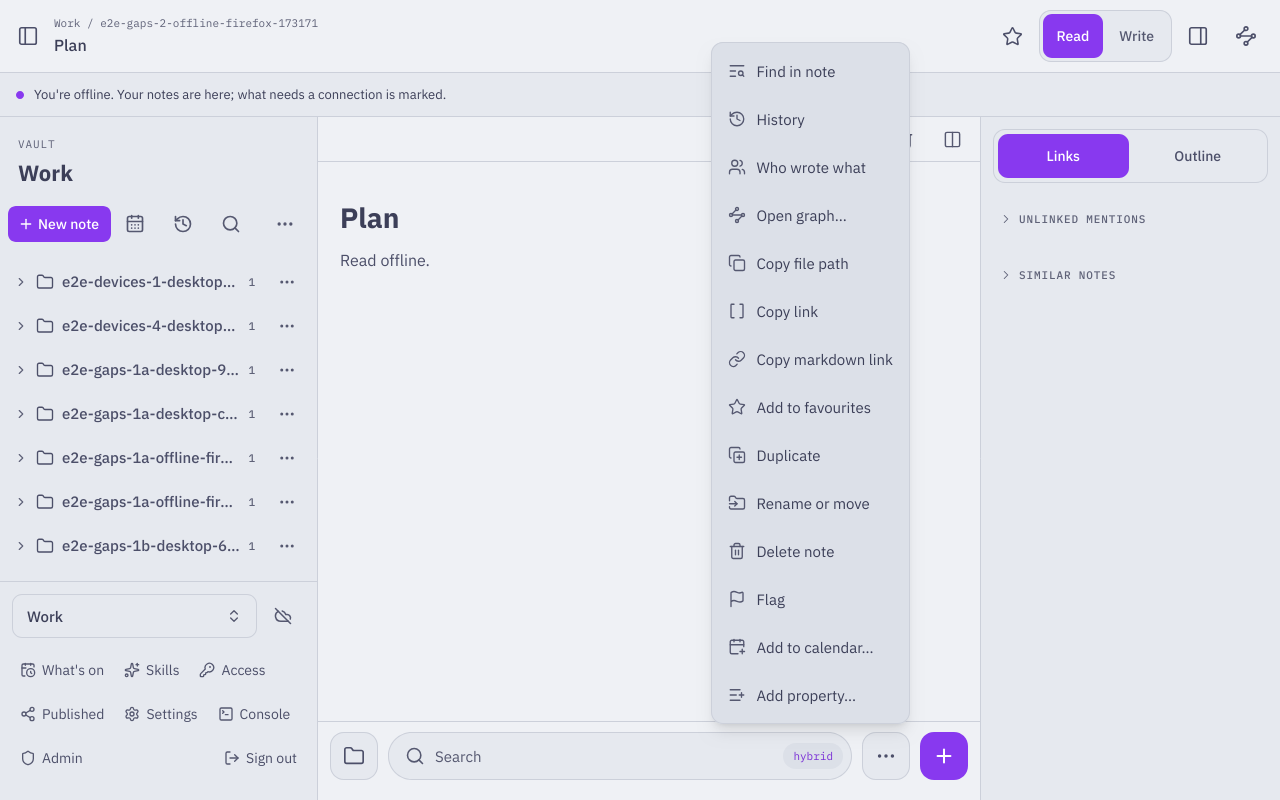 Work / e2e-gaps-2-offline-firefox-173171
Plan
Read
Write
You're offline. Your notes are here; what needs a connection is marked.
VAULT
Work
New note
e2e-devices-1-desktop... 1
e2e-devices-4-desktop... 1
e2e-gaps-1a-desktop-9... 1
e2e-gaps-1a-desktop-c... 1
e2e-gaps-1a-offline-fir... 1
e2e-gaps-1a-offline-fir... 1
e2e-gaps-1b-desktop-6... 1
Work
What's on
Skills
Access
Published
Settings
Console
Admin
Sign out
Plan
Read offline.
Find in note
History
Who wrote what
Open graph...
Copy file path
Copy link
Copy markdown link
Add to favourites
Duplicate
Rename or move
Delete note
Flag
Add to calendar...
Add property...
Search
hybrid
Links
Outline
UNLINKED MENTIONS
SIMILAR NOTES